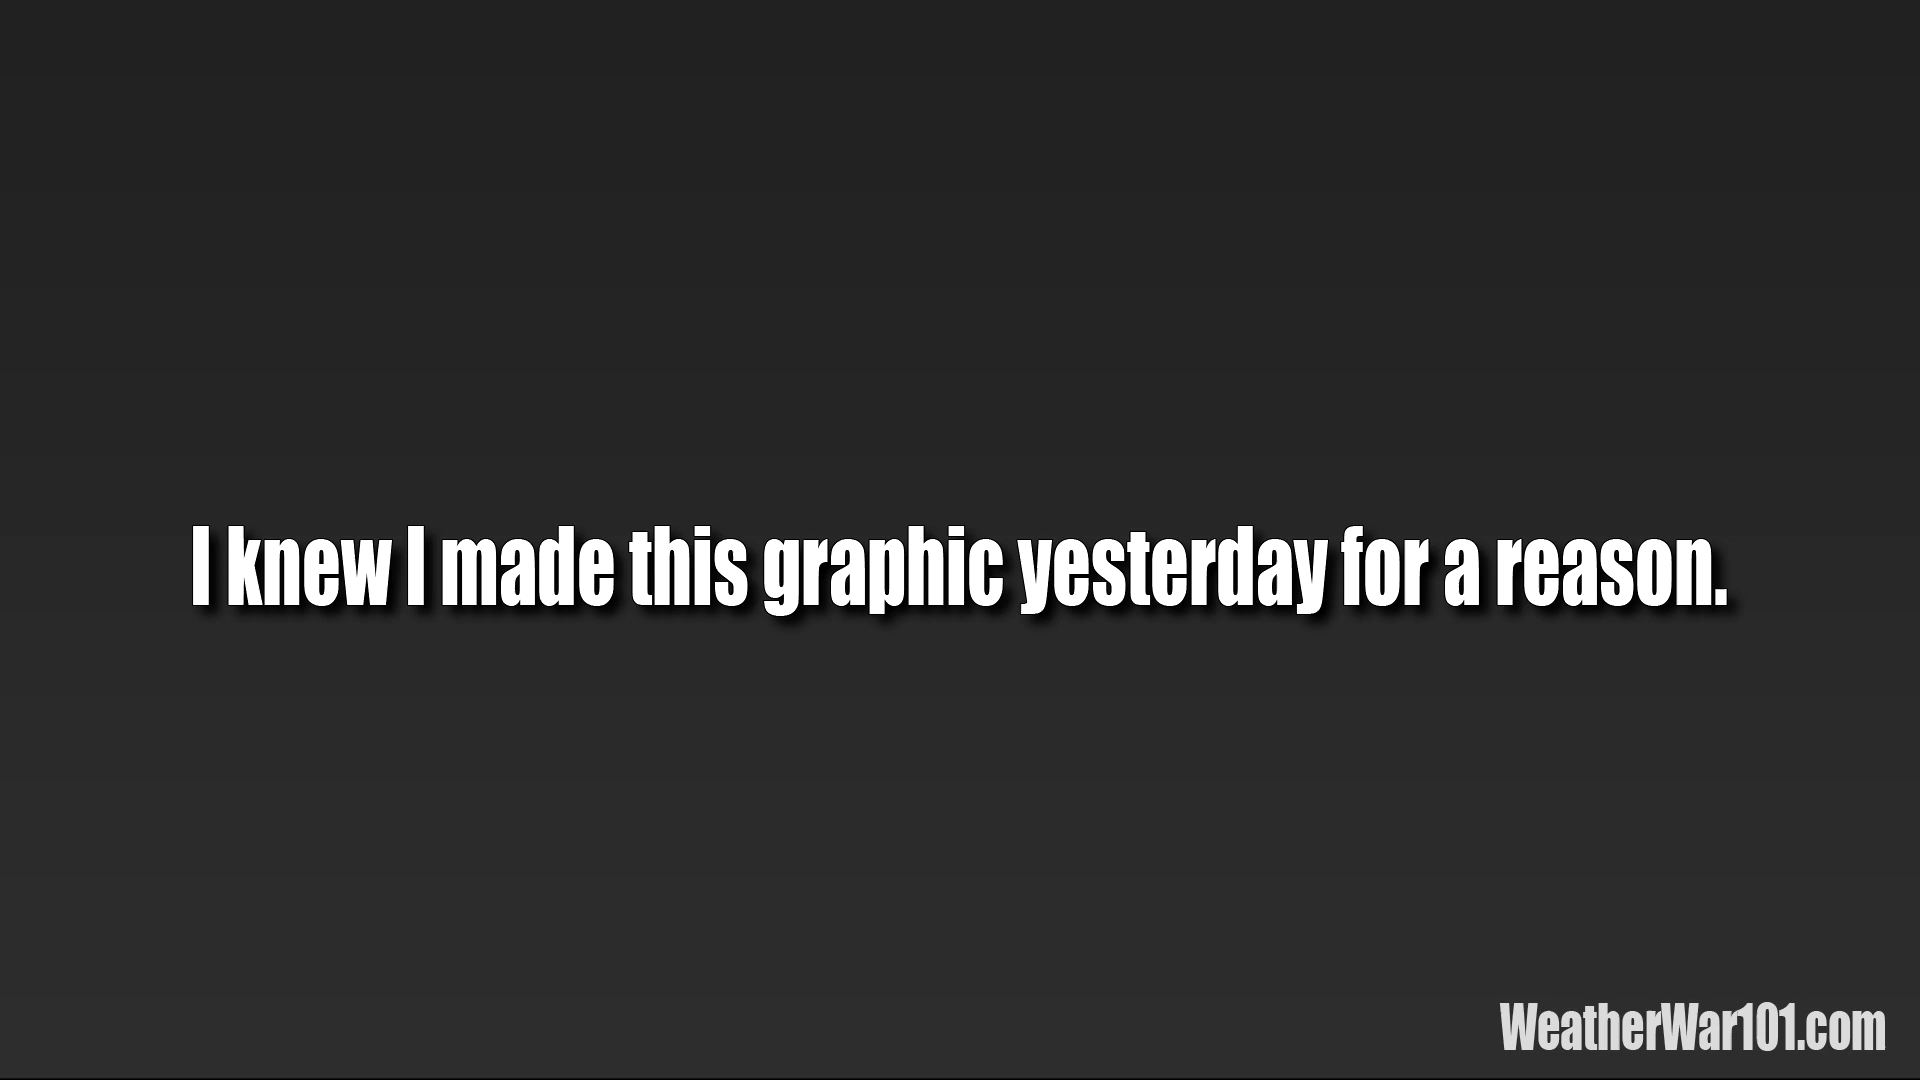 I knew I made this graphic yesterday for a reason.
WeatherWar101.com